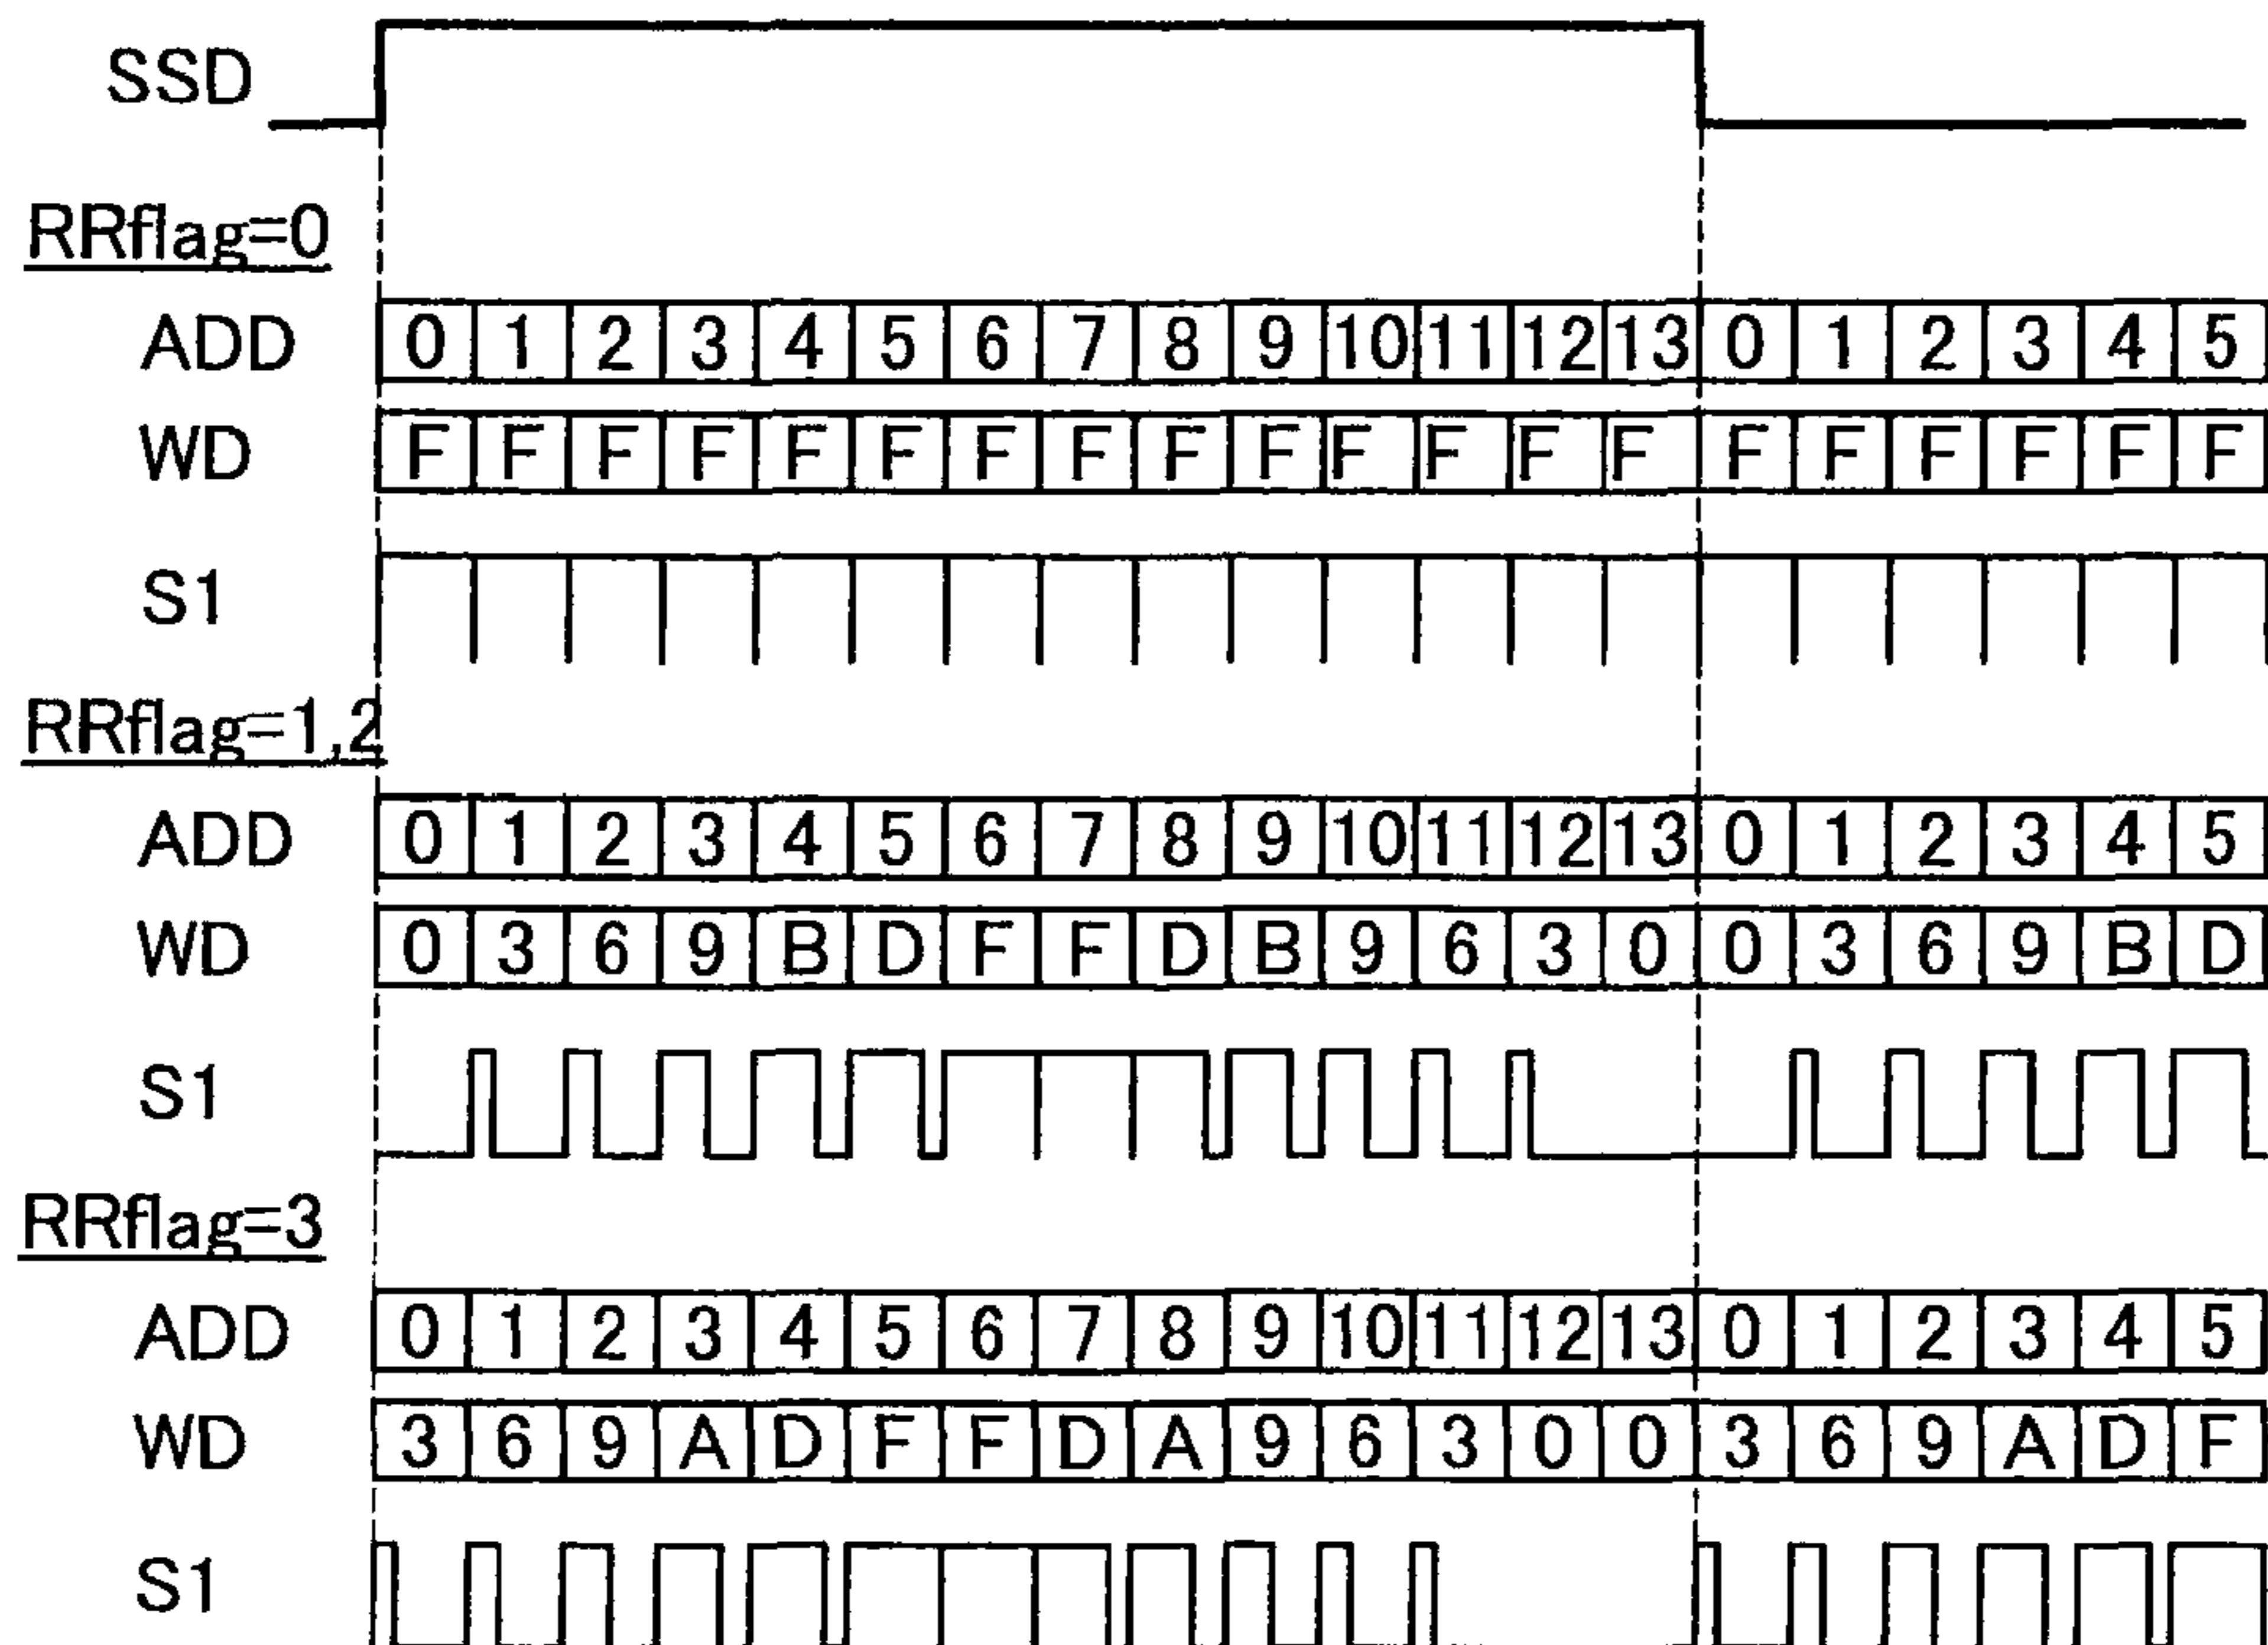 SSD
RRflag=0
ADD 0 1 2 3 4 5 6 7 8 9 10 11 12 13 0 1 2 3 4 5
WD F F F F F F F F F F F F F F F F F F F F
S1
RRflag=1,2
ADD 0 1 2 3 4 5 6 7 8 9 10 11 12 13 0 1 2 3 4 5
WD 0 3 6 9 B D F F D B 9 6 3 0 0 3 6 9 B D
S1
RRflag=3
ADD 0 1 2 3 4 5 6 7 8 9 10 11 12 13 0 1 2 3 4 5
WD 3 6 9 A D F F D A 9 6 3 0 0 3 6 9 A D F
S1